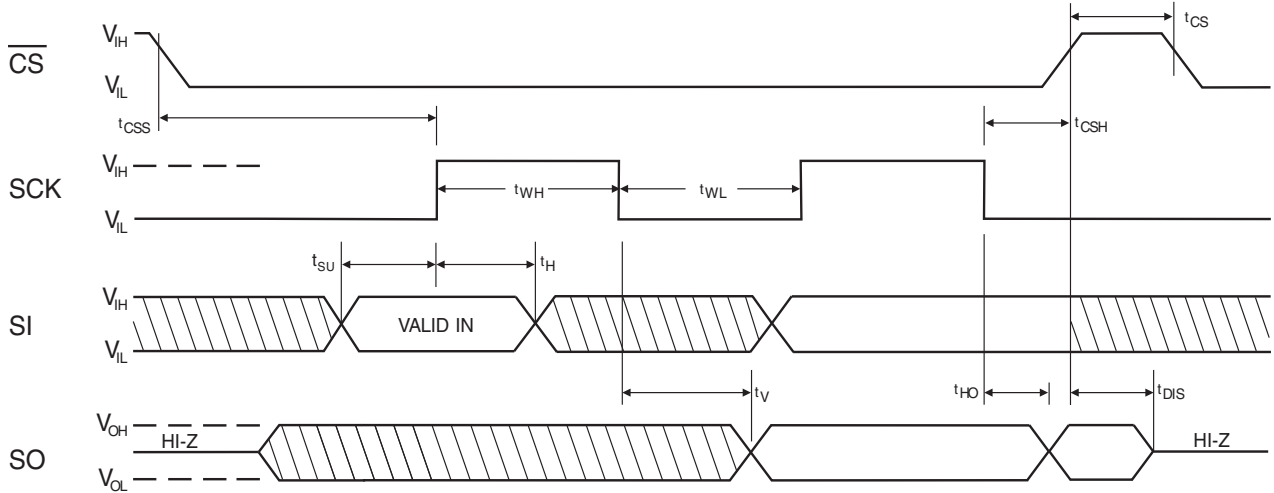 tCS
VIH
CS
VIL
tCSS
tCSH
VIH
SCK
tWH
tWL
VIL
tSU
tH
VIH
SI
VALID IN
VIL
tV
tHO
tDIS
VOH
HI-Z
HI-Z
SO
VOL